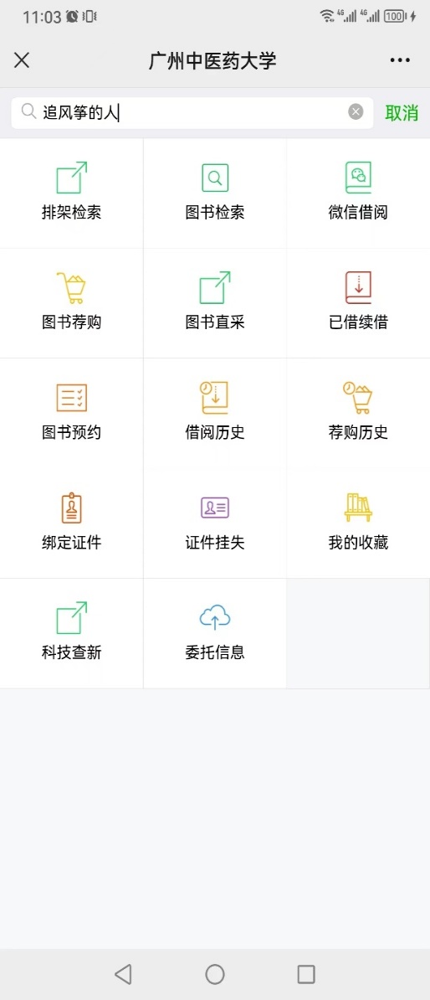 11:03 4G 4G 100
广州中医药大学
追风筝的人 取消
排架检索 图书检索 微信借阅
图书荐购 图书直采 已借续借
图书预约 借阅历史 荐购历史
绑定证件 证件挂失 我的收藏
科技查新 委托信息